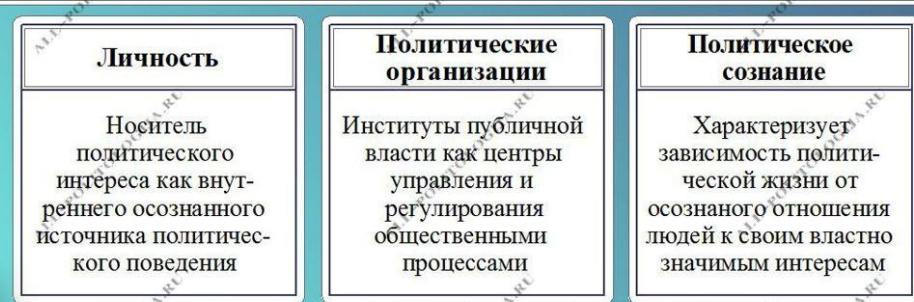 Личность
Носитель
политического
интереса как внут-
реннего осознанного
источника политичес-
кого поведения
Политические
организации
Институты публичной
власти как центры
управления и
регулирования
общественными
процессами
Политическое
сознание
Характеризует
зависимость полити-
ческой жизни от
осознаного отношения
людей к своим властно
значимым интересам